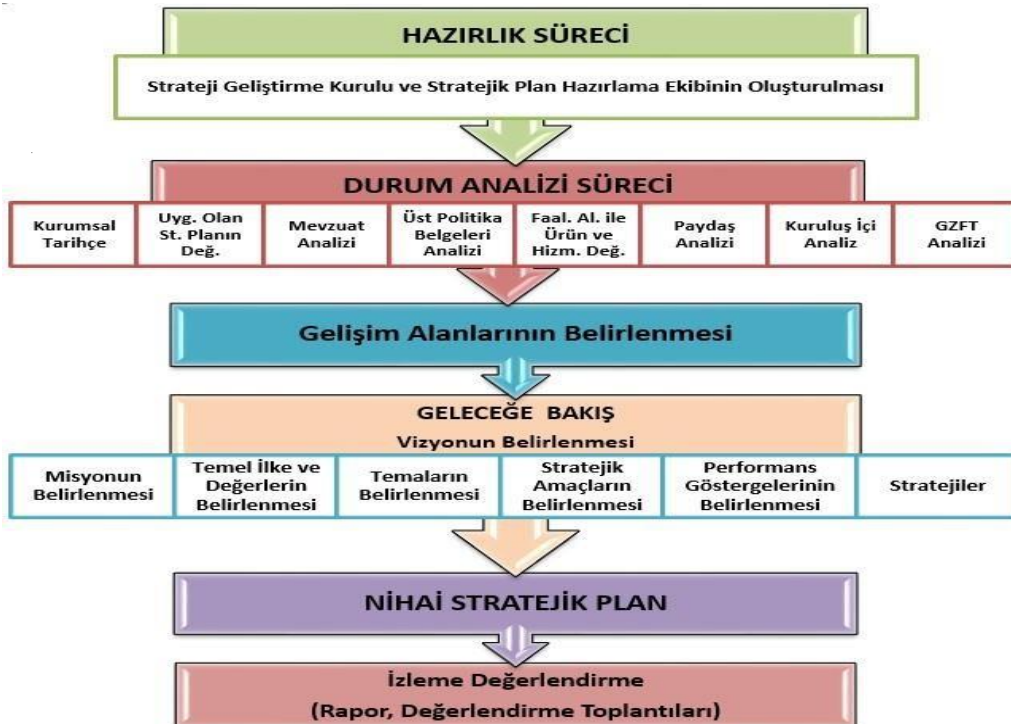 HAZIRLIK SÜRECİ
Strateji Geliştirme Kurulu ve Stratejik Plan Hazırlama Ekibinin Oluşturulması
DURUM ANALİZİ SÜRECİ
Kurumsal
Tarihçe
Uyg. Olan
St. Planın
Değ.
Mevzuat
Analizi
Üst Politika
Belgeleri
Analizi
Faal. Al. ile
Ürün ve
Hizm. Değ.
Paydaş
Analizi
Kuruluş İçi
Analiz
GZFT
Analizi
Gelişim Alanlarının Belirlenmesi
GELECEĞE BAKIŞ
Vizyonun Belirlenmesi
Misyonun
Belirlenmesi
Temel İlke ve
Değerlerin
Belirlenmesi
Temaların
Belirlenmesi
Stratejik
Amaçların
Belirlenmesi
Performans
Göstergelerinin
Belirlenmesi
Stratejiler
NİHAİ STRATEJİK PLAN
İzleme Değerlendirme
(Rapor, Değerlendirme Toplantıları)